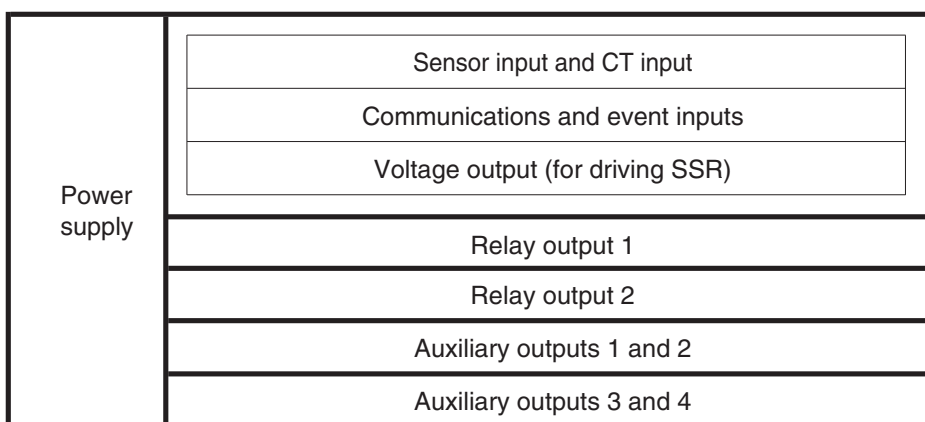 Power
supply
Sensor input and CT input
Communications and event inputs
Voltage output (for driving SSR)
Relay output 1
Relay output 2
Auxiliary outputs 1 and 2
Auxiliary outputs 3 and 4